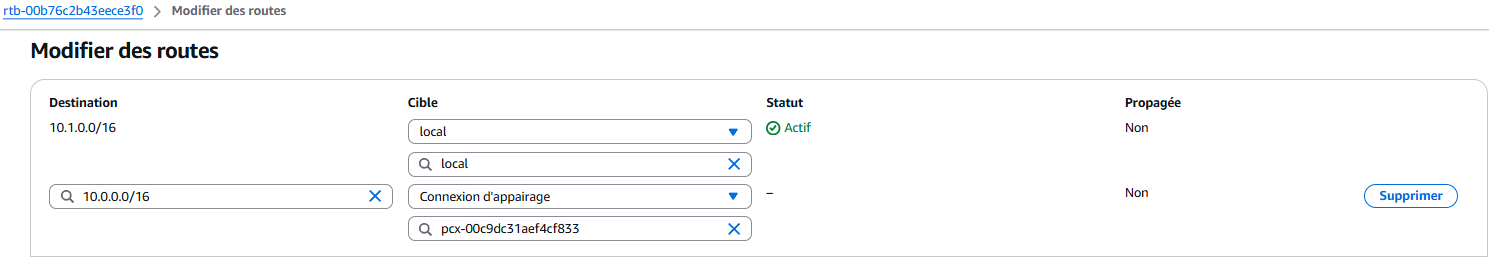 rtb-00b76c2b43eece3f0 > Modifier des routes
Modifier des routes
Destination Cible Statut Propagée
10.1.0.0/16 local Actif Non
local
10.0.0.0/16 Connexion d'appairage – Non Supprimer
pcx-00c9dc31aef4cf833